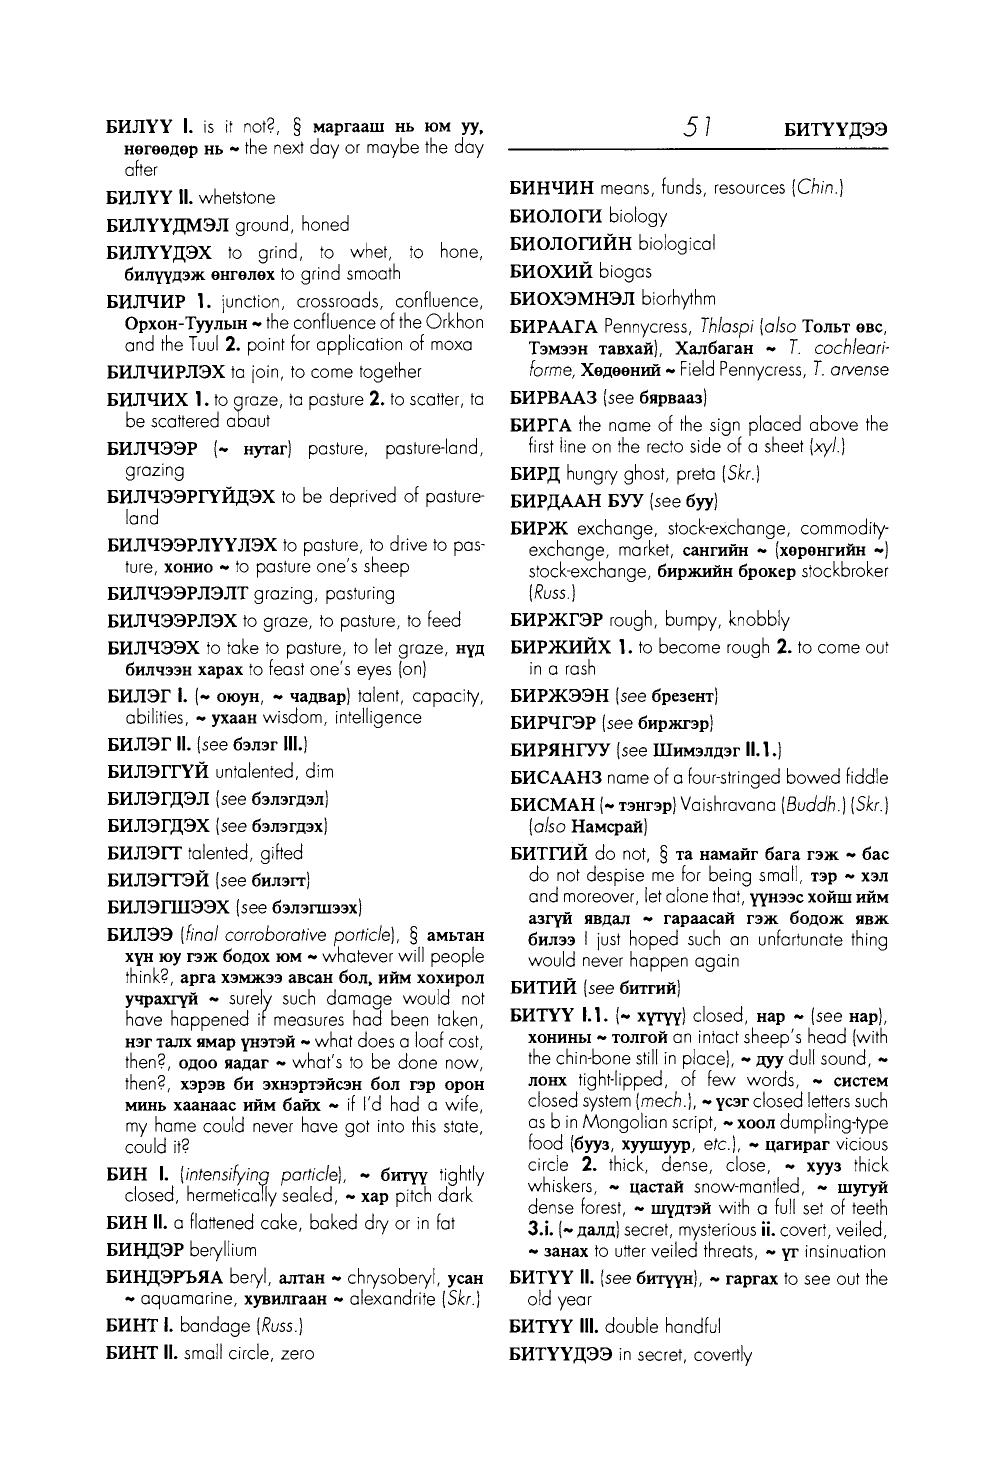 БИЛҮҮ I. is it not?, § маргааш нь юм уу,
нөгөөдөр нь ~ the next day or maybe the day
after
БИЛҮҮ II. whetstone
БИЛҮҮДМЭЛ ground, honed
БИЛҮҮДЭХ to grind, to whet, to hone,
билүүдэж өнгөлөх to grind smooth
БИЛЧИР 1. junction, crossroads, confluence,
Орхон-Туулын ~ the confluence of the Orkhon
and the Tuul 2. point for application of moxa
БИЛЧИРЛЭХ to join, to come together
БИЛЧИХ 1. to graze, to pasture 2. to scatter, to
be scattered about
БИЛЧЭЭР (~ нутаг) pasture, pasture-land,
grazing
БИЛЧЭЭРГҮЙДЭХ to be deprived of pasture-
land
БИЛЧЭЭРЛҮҮЛЭХ to pasture, to drive to pas-
ture, хонио ~ to pasture one's sheep
БИЛЧЭЭРЛЭЛТ grazing, pasturing
БИЛЧЭЭРЛЭХ to graze, to pasture, to feed
БИЛЧЭЭХ to take to pasture, to let graze, нүд
билчээн харах to feast one's eyes (on)
БИЛЭГ I. (~ оюун, ~ чадвар) talent, capacity,
abilities, ~ ухаан wisdom, intelligence
БИЛЭГ II. (see бэлэг III.)
БИЛЭГГҮЙ untalented, dim
БИЛЭГДЭЛ (see бэлэгдэл)
БИЛЭГДЭХ (see бэлэгдэх)
БИЛЭГТ talented, gifted
БИЛЭГТЭЙ (see билэгт)
БИЛЭГШЭЭХ (see бэлэгшээх)
БИЛЭЭ (final corroborative particle), § амьтан
хүн юу гэж бодох юм ~ whatever will people
think?, арга хэмжээ авсан бол, ийм хохирол
учрахгүй ~ surely such damage would not
have happened if measures had been taken,
нэг талх ямар үнэтэй ~ what does a loaf cost,
then?, одоо яадаг ~ what's to be done now,
then?, хэрэв би эхнэртэйсэн бол гэр орон
минь хаанаас ийм байх ~ if I'd had a wife,
my home could never have got into this state,
could it?
БИН I. (intensifying particle), ~ битүү tightly
closed, hermetically sealed, ~ хар pitch dark
БИН II. a flattened cake, baked dry or in fat
БИНДЭР beryllium
БИНДЭРЪЯА beryl, алтан ~ chrysoberyl, усан
~ aquamarine, хувилгаан ~ alexandrite (Skr.)
БИНТ I. bandage (Russ.)
БИНТ II. small circle, zero
51 БИТҮҮДЭЭ
БИНЧИН means, funds, resources (Chin.)
БИОЛОГИ biology
БИОЛОГИЙН biological
БИОХИЙ biogas
БИОХЭМНЭЛ biorhythm
БИРААГА Pennycress, Thlaspi (also Тольт өвс,
Тэмээн тавхай), Халбаган ~ T. cochleari-
forme, Хөдөөний ~ Field Pennycress, T. arvense
БИРВААЗ (see бярвааз)
БИРГА the name of the sign placed above the
first line on the recto side of a sheet (xyl.)
БИРД hungry ghost, preta (Skr.)
БИРДААН БУУ (see буу)
БИРЖ exchange, stock-exchange, commodity-
exchange, market, сангийн ~ (хөрөнгийн ~)
stock-exchange, биржийн брокер stockbroker
(Russ.)
БИРЖГЭР rough, bumpy, knobbly
БИРЖИЙХ 1. to become rough 2. to come out
in a rash
БИРЖЭЭН (see брезент)
БИРЧГЭР (see биржгэр)
БИРЯНГУУ (see Шимэлдэг II.1.)
БИСААНЗ name of a four-stringed bowed fiddle
БИСМАН (~ тэнгэр) Vaishravana (Buddh.) (Skr.)
(also Намсрай)
БИТГИЙ do not, § та намайг бага гэж ~ бас
do not despise me for being small, тэр ~ хэл
and moreover, let alone that, үүнээс хойш ийм
азгүй явдал ~ гараасай гэж бодож явж
билээ I just hoped such an unfortunate thing
would never happen again
БИТИЙ (see битгий)
БИТҮҮ I.1. (~ хүтүү) closed, нар ~ (see нар),
хонины ~ толгой an intact sheep's head (with
the chin-bone still in place), ~ дуу dull sound, ~
лонх tight-lipped, of few words, ~ систем
closed system (mech.), ~ үсэг closed letters such
as b in Mongolian script, ~ хоол dumpling-type
food (бууз, хуушуур, etc.), ~ цагираг vicious
circle 2. thick, dense, close, ~ хууз thick
whiskers, ~ цастай snow-mantled, ~ шугуй
dense forest, ~ шүдтэй with a full set of teeth
3.i. (~ далд) secret, mysterious ii. covert, veiled,
~ занах to utter veiled threats, ~ үг insinuation
БИТҮҮ II. (see битүүн), ~ гаргах to see out the
old year
БИТҮҮ III. double handful
БИТҮҮДЭЭ in secret, covertly